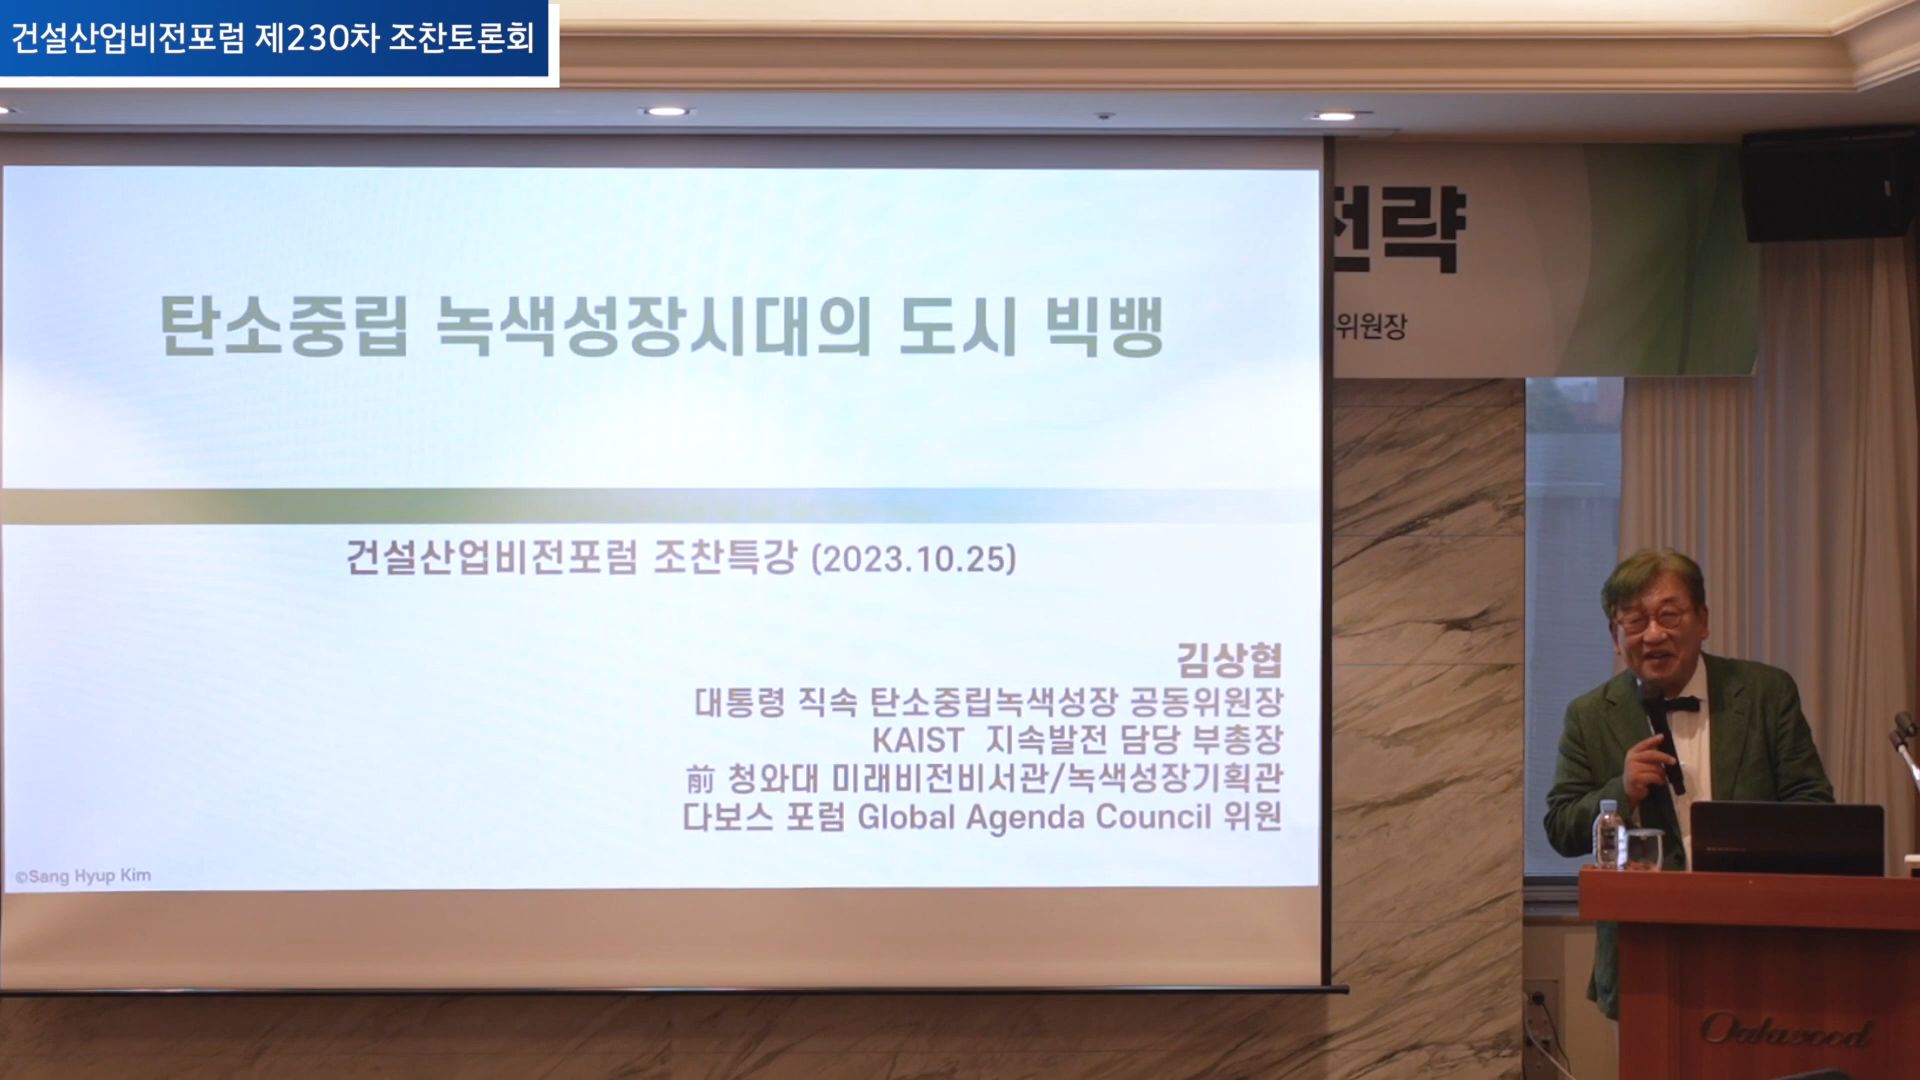 건설산업비전포럼 제230차 조찬토론회
전략
위원장
탄소중립 녹색성장시대의 도시 빅뱅
건설산업비전포럼 조찬특강 (2023.10.25)
김상협
대통령 직속 탄소중립녹색성장 공동위원장
KAIST 지속발전 담당 부총장
前 청와대 미래비전비서관/녹색성장기획관
다보스 포럼 Global Agenda Council 위원
©Sang Hyup Kim
Oakwood